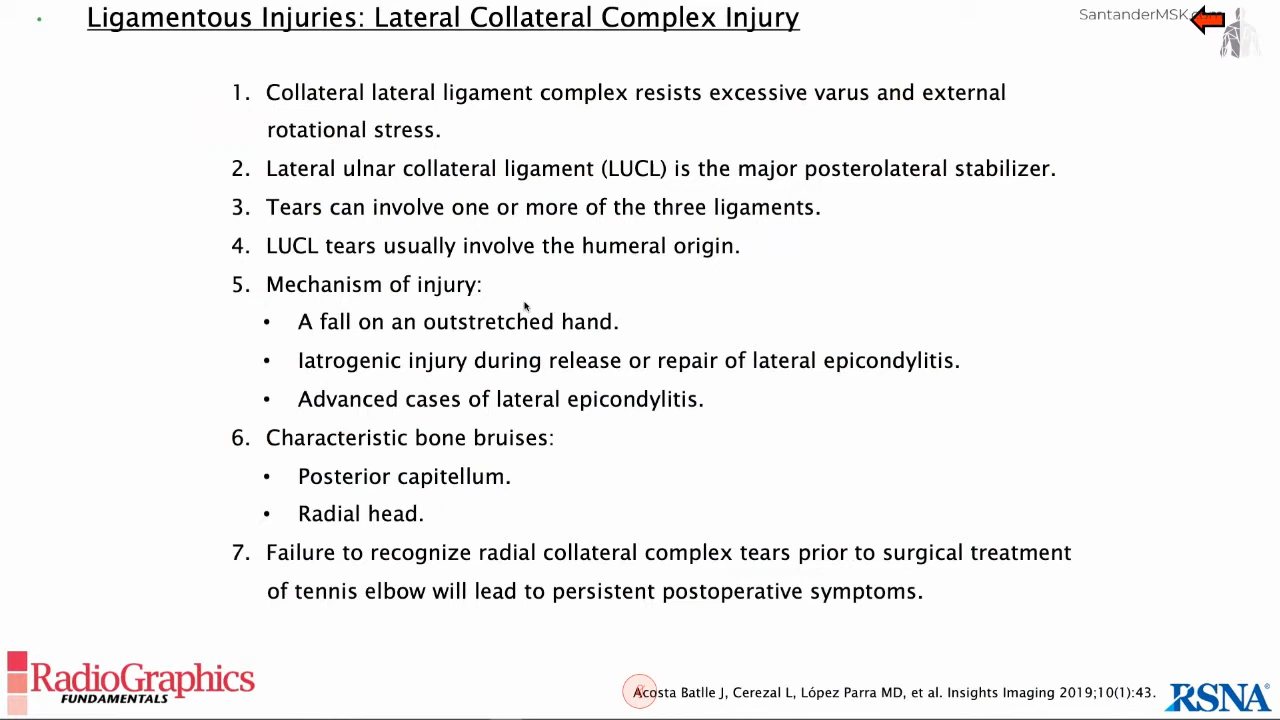 Ligamentous Injuries: Lateral Collateral Complex Injury
SantanderMSK.com
1. Collateral lateral ligament complex resists excessive varus and external
rotational stress.
2. Lateral ulnar collateral ligament (LUCL) is the major posterolateral stabilizer.
3. Tears can involve one or more of the three ligaments.
4. LUCL tears usually involve the humeral origin.
5. Mechanism of injury:
• A fall on an outstretched hand.
• Iatrogenic injury during release or repair of lateral epicondylitis.
• Advanced cases of lateral epicondylitis.
6. Characteristic bone bruises:
• Posterior capitellum.
• Radial head.
7. Failure to recognize radial collateral complex tears prior to surgical treatment
of tennis elbow will lead to persistent postoperative symptoms.
RadioGraphics
FUNDAMENTALS
Acosta Batlle J, Cerezal L, López Parra MD, et al. Insights Imaging 2019;10(1):43.
RSNA®